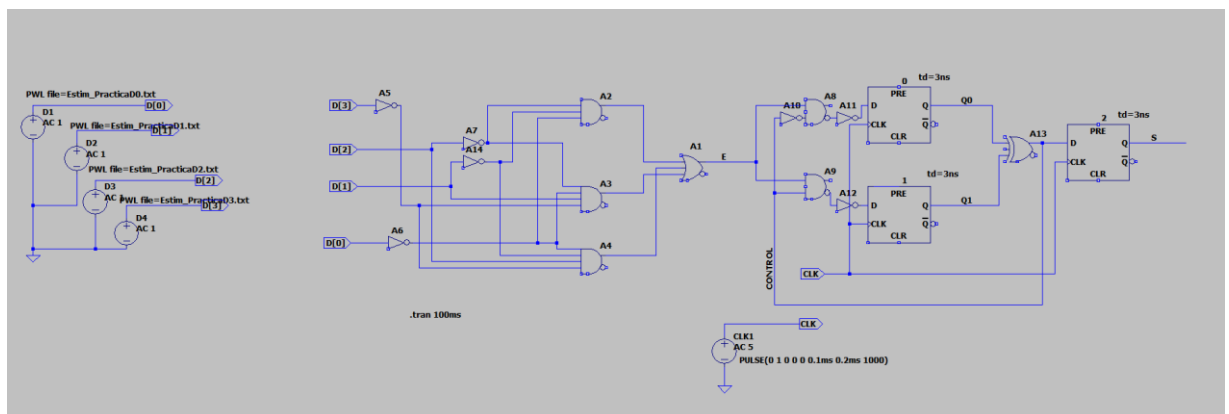 PWL file=Estim_PracticaD0.txt
D[0]
D1
AC 1
PWL file=Estim_PracticaD1.txt
D[1]
D2
AC 1
PWL file=Estim_PracticaD2.txt
D[2]
D3
AC 1
PWL file=Estim_PracticaD3.txt
D[3]
D4
AC 1
D[3]
A5
D[2]
A7
A14
D[1]
D[0]
A6
A2
A3
A4
A1
E
.tran 100ms
A10
A8
A11
A9
A12
0
td=3ns
PRE
D
Q
CLK
Q
CLR
Q0
1
td=3ns
PRE
D
Q
CLK
Q
CLR
Q1
A13
2
td=3ns
PRE
D
Q
CLK
Q
CLR
S
CONTROL
CLK
CLK
CLK1
AC 5
PULSE(0 1 0 0 0 0.1ms 0.2ms 1000)